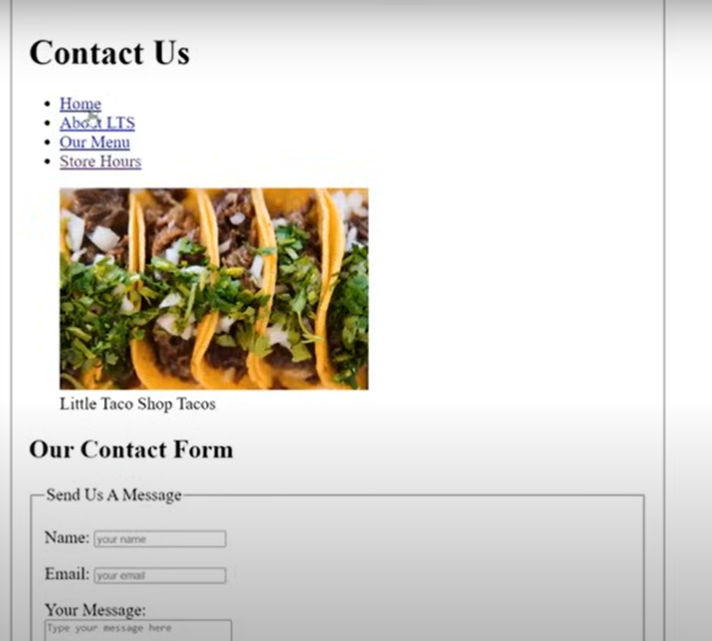 Contact Us
Home
About LTS
Our Menu
Store Hours
Little Taco Shop Tacos
Our Contact Form
Send Us A Message
Name: your name
Email: your email
Your Message:
Type your message here